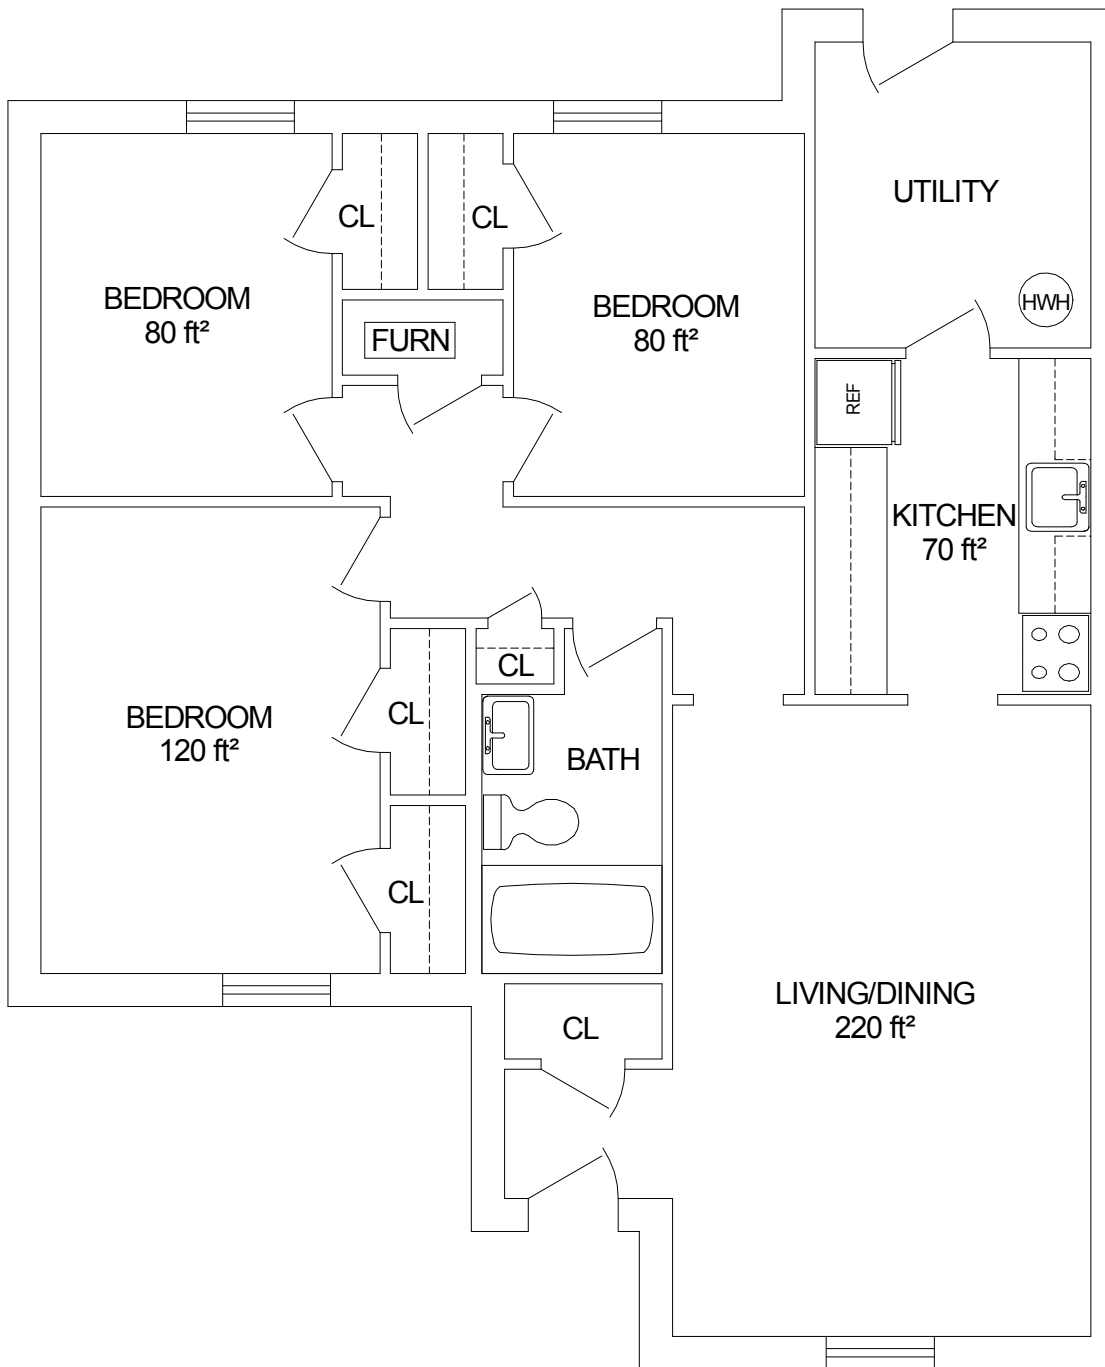 UTILITY
CL
CL
BEDROOM
80 ft²
BEDROOM
80 ft²
HWH
FURN
REF
KITCHEN
70 ft²
CL
BEDROOM
120 ft²
CL
BATH
CL
LIVING/DINING
220 ft²
CL